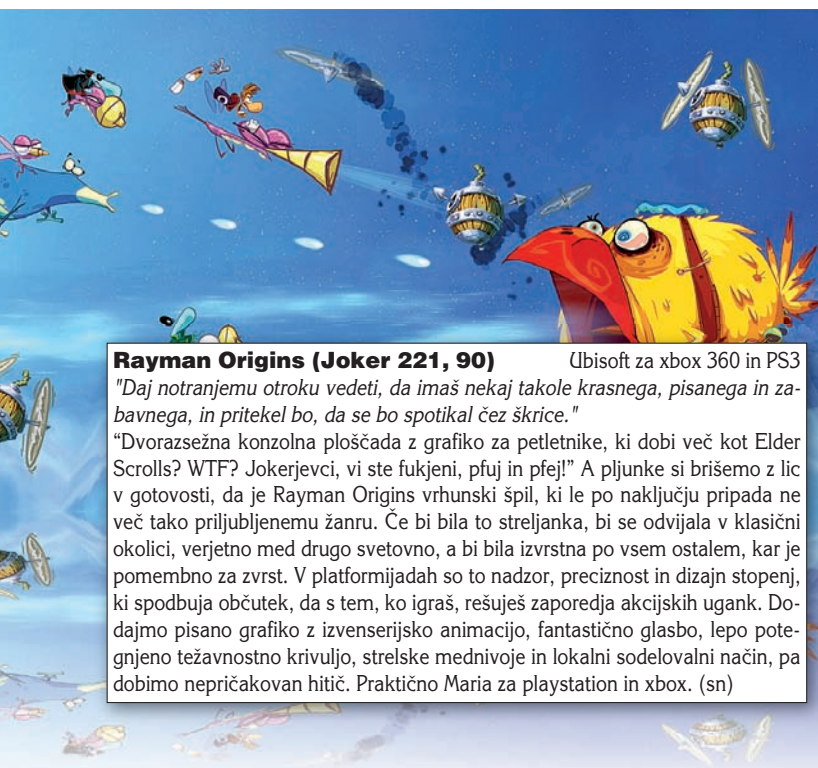 Rayman Origins (Joker 221, 90) Ubisoft za xbox 360 in PS3
"Daj notranjemu otroku vedeti, da imaš nekaj takole krasnega, pisanega in za-
bavnega, in pritekel bo, da se bo spotikal čez škrice."
“Dvorazsežna konzolna ploščada z grafiko za petletnike, ki dobi več kot Elder
Scrolls? WTF? Jokerjevci, vi ste fukjeni, pfuj in pfej!” A pljunke si brišemo z lic
v gotovosti, da je Rayman Origins vrhunski špil, ki le po naključju pripada ne
več tako priljubljenemu žanru. Če bi bila to streljanka, bi se odvijala v klasični
okolici, verjetno med drugo svetovno, a bi bila izvrstna po vsem ostalem, kar je
pomembno za zvrst. V platformijadah so to nadzor, preciznost in dizajn stopenj,
ki spodbuja občutek, da s tem, ko igraš, rešuješ zaporedja akcijskih ugank. Do-
dajmo pisano grafiko z izvenserijsko animacijo, fantastično glasbo, lepo pote-
gnjeno težavnostno krivuljo, strelske mednivoje in lokalni sodelovalni način, pa
dobimo nepričakovan hitič. Praktično Maria za playstation in xbox. (sn)